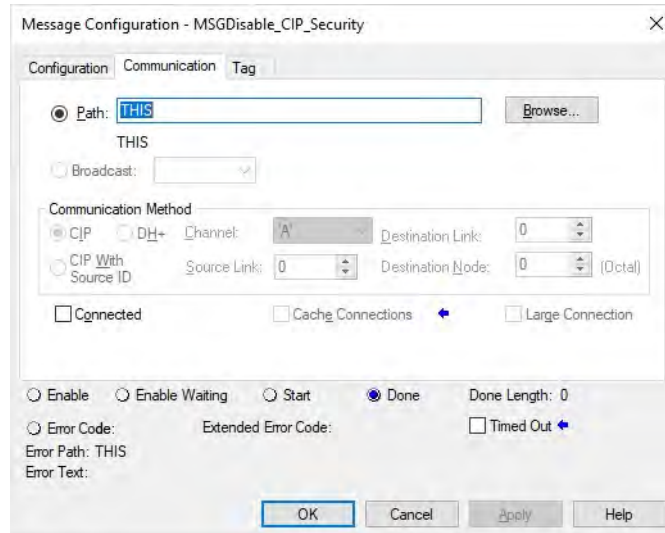 Message Configuration - MSGDisable_CIP_Security
Configuration Communication Tag
Path: THIS Browse...
THIS
Broadcast:
Communication Method
CIP DH+ Channel: 'A' Destination Link: 0
CIP With Source ID Source Link: 0 Destination Node: 0 (Octal)
Connected Cache Connections Large Connection
Enable Enable Waiting Start Done Done Length: 0
Error Code: Extended Error Code: Timed Out
Error Path: THIS
Error Text:
OK Cancel Apply Help